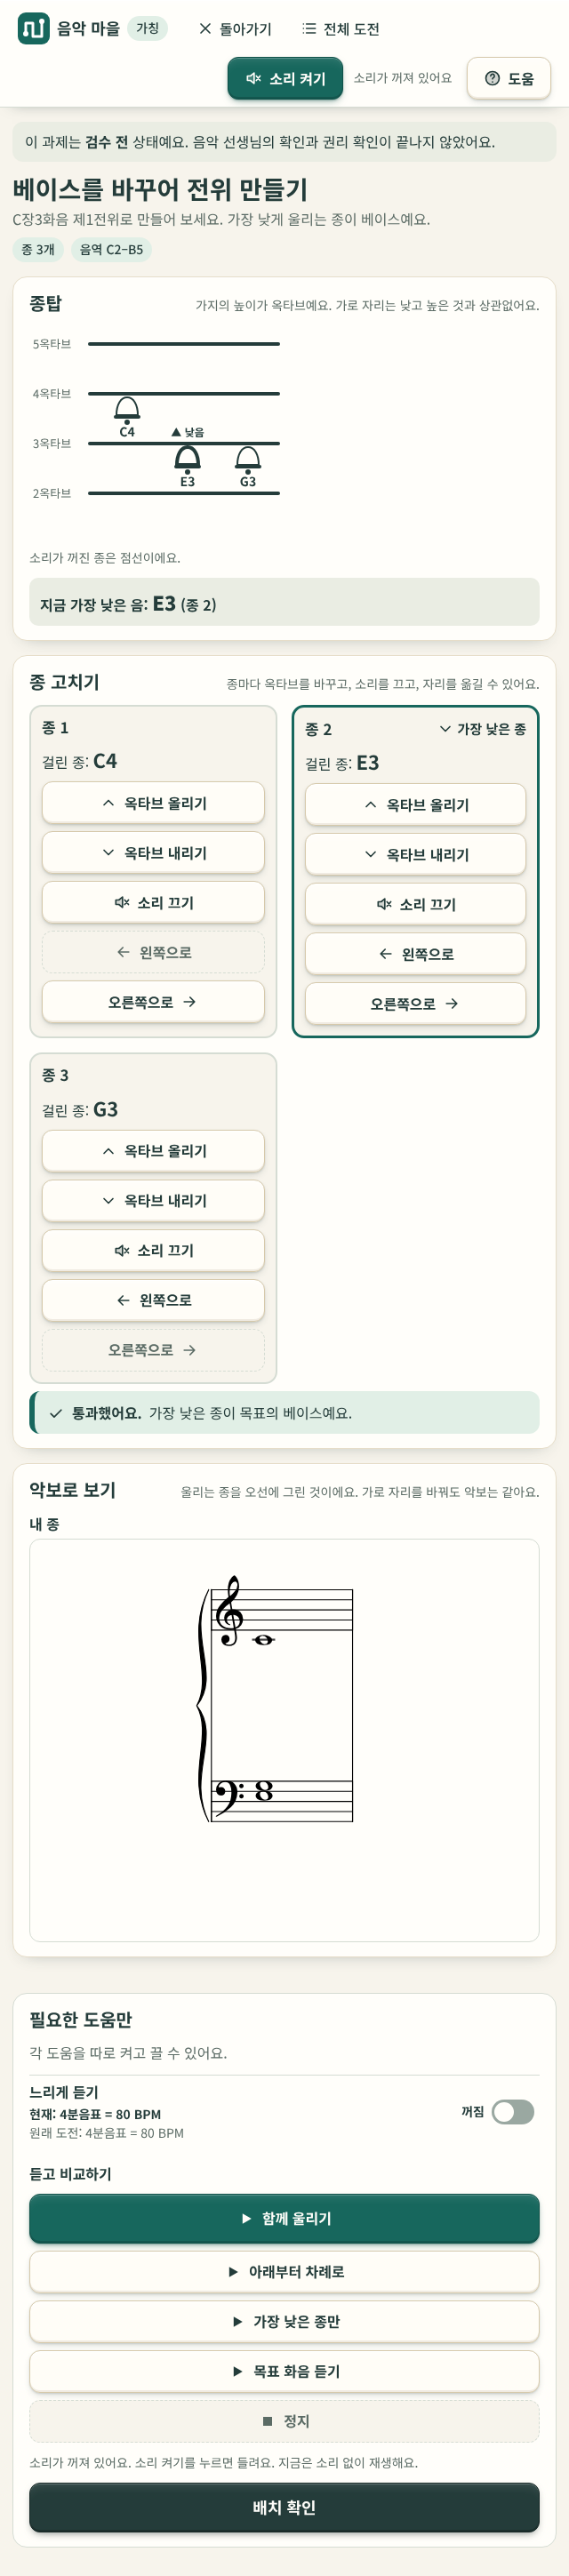 음악 마을 가칭 돌아가기 전체 도전
소리 켜기 소리가 꺼져 있어요 도움
이 과제는 검수 전 상태예요. 음악 선생님의 확인과 권리 확인이 끝나지 않았어요.
베이스를 바꾸어 전위 만들기
C장3화음 제1전위로 만들어 보세요. 가장 낮게 울리는 종이 베이스예요.
종 3개 음역 C2–B5
종탑 가지의 높이가 옥타브예요. 가로 자리는 낮고 높은 것과 상관없어요.
5옥타브
4옥타브
C4 ▲ 낮음
3옥타브
E3 G3
2옥타브
소리가 꺼진 종은 점선이에요.
지금 가장 낮은 음: E3 (종 2)
종 고치기 종마다 옥타브를 바꾸고, 소리를 끄고, 자리를 옮길 수 있어요.
종 1
걸린 종: C4
옥타브 올리기
옥타브 내리기
소리 끄기
왼쪽으로
오른쪽으로
종 2 가장 낮은 종
걸린 종: E3
옥타브 올리기
옥타브 내리기
소리 끄기
왼쪽으로
오른쪽으로
종 3
걸린 종: G3
옥타브 올리기
옥타브 내리기
소리 끄기
왼쪽으로
오른쪽으로
통과했어요. 가장 낮은 종이 목표의 베이스예요.
악보로 보기 울리는 종을 오선에 그린 것이에요. 가로 자리를 바꿔도 악보는 같아요.
내 종
필요한 도움만
각 도움을 따로 켜고 끌 수 있어요.
느리게 듣기
현재: 4분음표 = 80 BPM
꺼짐
원래 도전: 4분음표 = 80 BPM
듣고 비교하기
함께 울리기
아래부터 차례로
가장 낮은 종만
목표 화음 듣기
정지
소리가 꺼져 있어요. 소리 켜기를 누르면 들려요. 지금은 소리 없이 재생해요.
배치 확인